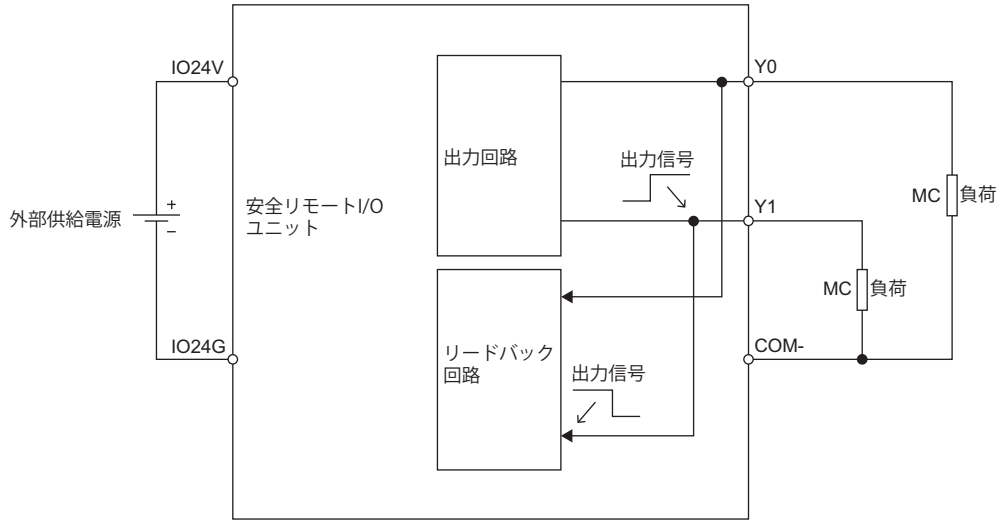 IO24V
Y0
出力回路
出力信号
MC
負荷
外部供給電源
+
−
安全リモートI/O
ユニット
Y1
MC
負荷
IO24G
リードバック
回路
出力信号
COM-